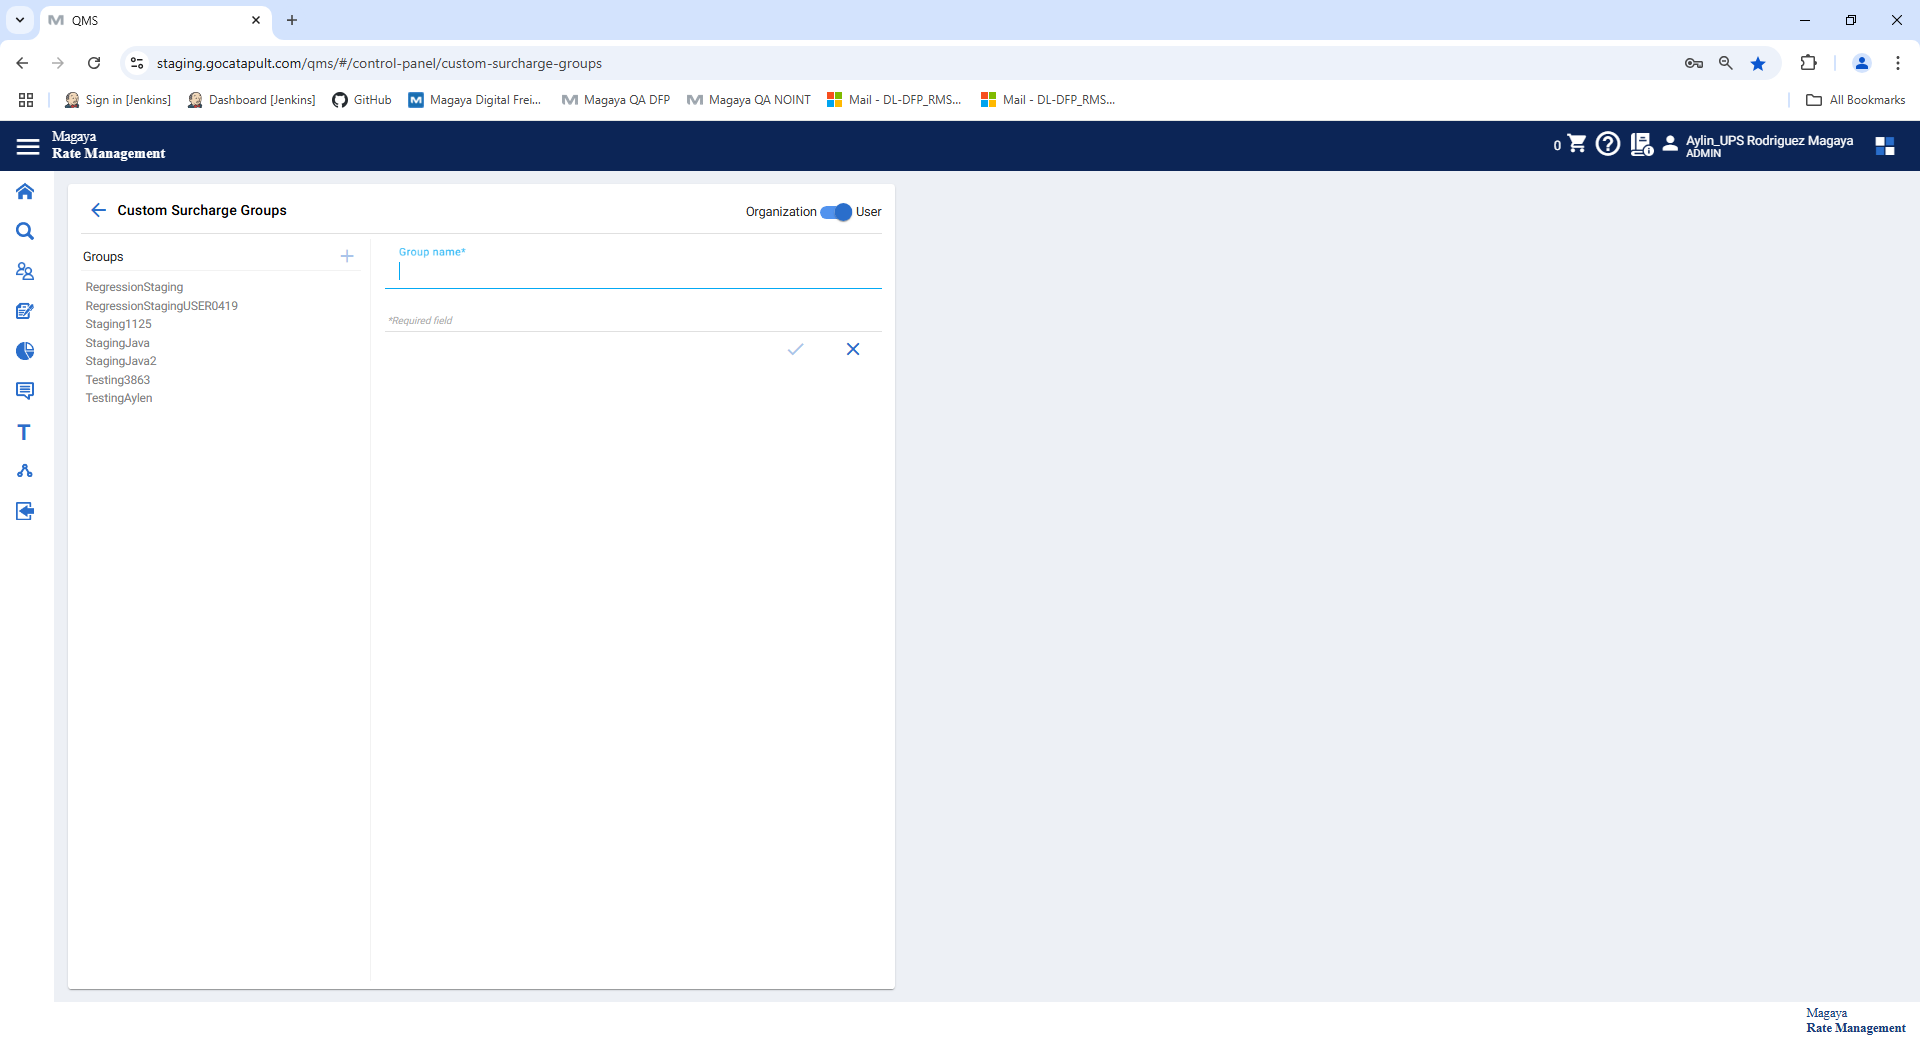 QMS
staging.gocatapult.com/qms/#/control-panel/custom-surcharge-groups
Sign in [Jenkins]
Dashboard [Jenkins]
GitHub
Magaya Digital Frei...
Magaya QA DFP
Magaya QA NOINT
Mail - DL-DFP_RMS...
Mail - DL-DFP_RMS...
All Bookmarks
Magaya
Rate Management
0
Aylin_UPS Rodriguez Magaya
ADMIN
Custom Surcharge Groups
Organization
User
Groups
RegressionStaging
RegressionStagingUSER0419
Staging1125
StagingJava
StagingJava2
Testing3863
TestingAylen
Group name*
*Required field
Magaya
Rate Management